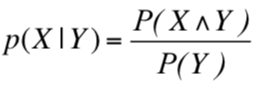 p(X|Y) = P(X ∧ Y) / P(Y)